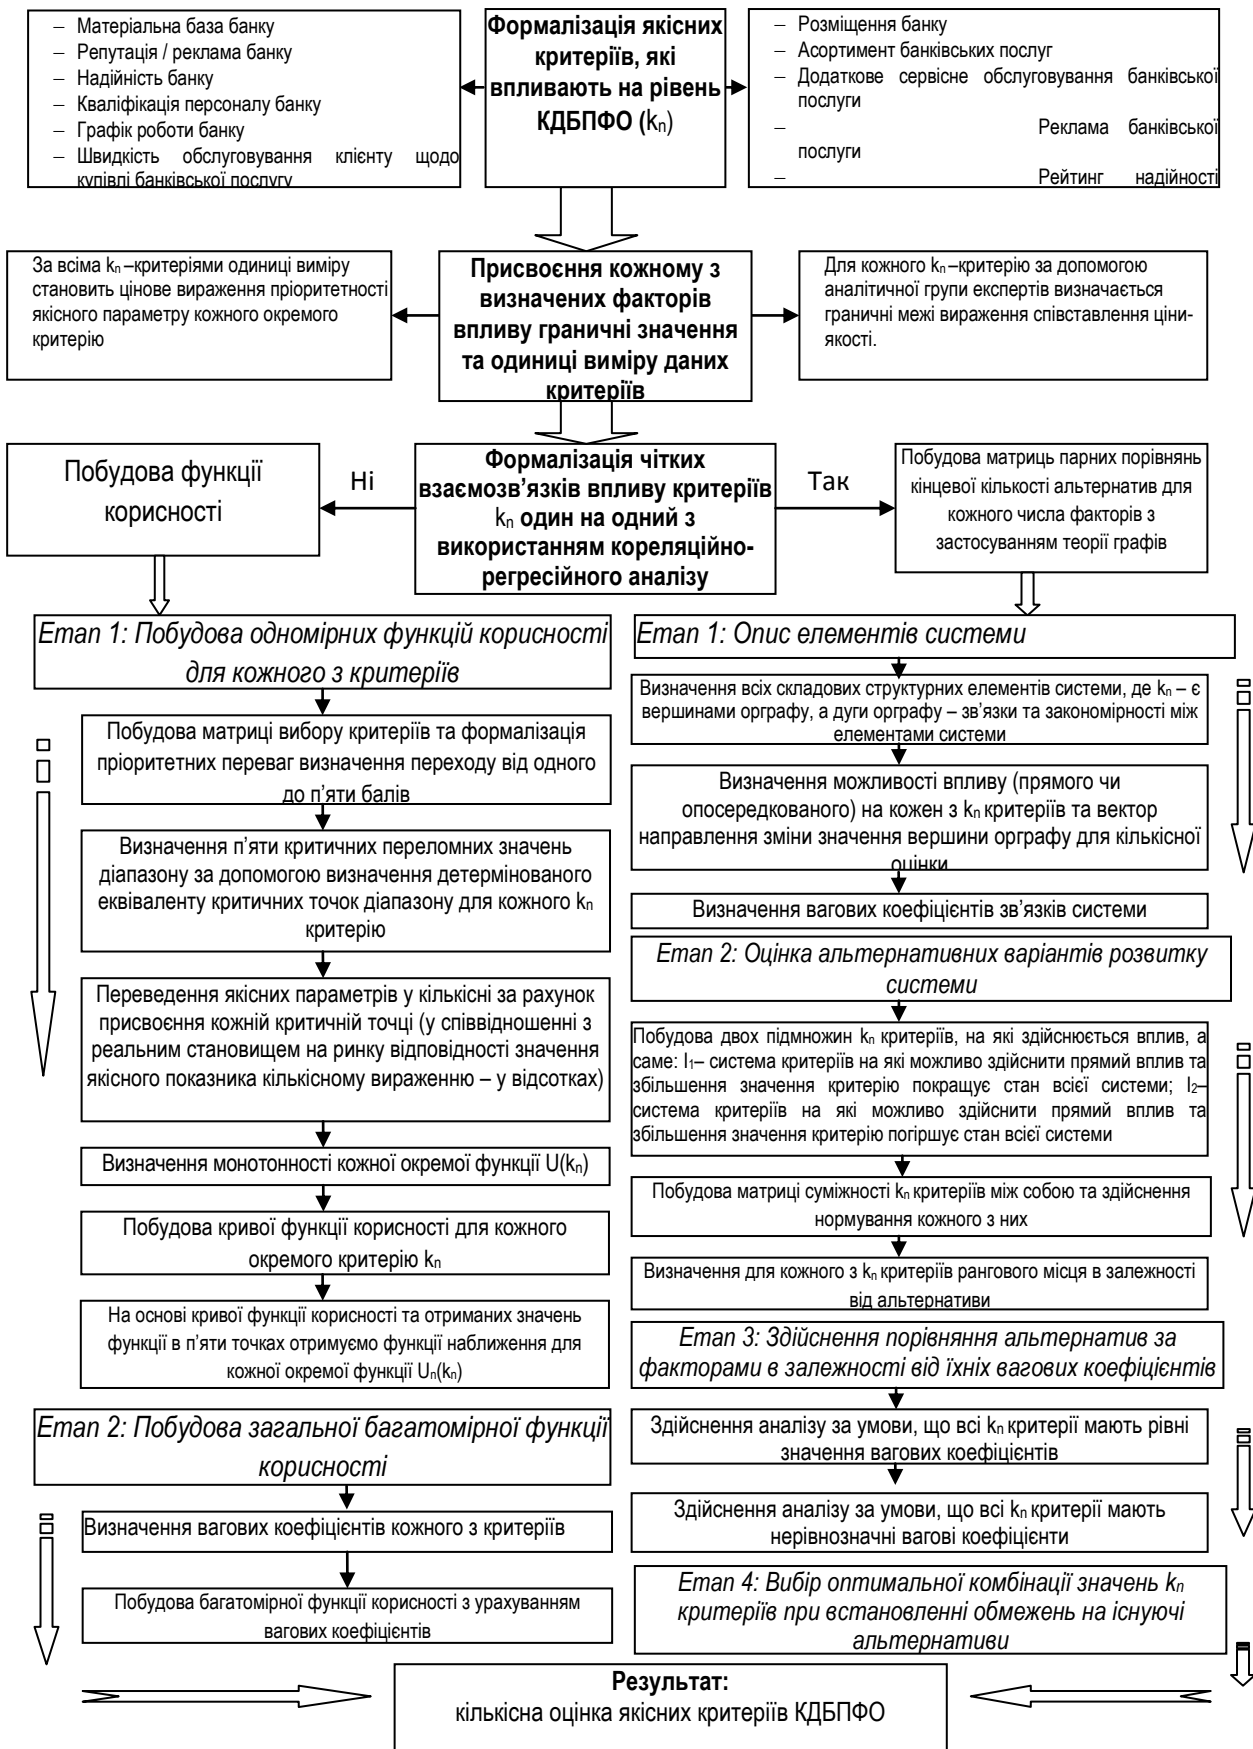 – Матеріальна база банку
– Репутація / реклама банку
– Надійність банку
– Кваліфікація персоналу банку
– Графік роботи банку
– Швидкість обслуговування клієнту щодо
купівлі банківської послугу
Формалізація якісних
критеріїв, які
впливають на рівень
КДБПФО (kn)
– Розміщення банку
– Асортимент банківських послуг
– Додаткове сервісне обслуговування банківської
послуги
– Реклама банківської
послуги
– Рейтинг надійності
За всіма kn –критеріями одиниці виміру
становить цінове вираження пріоритетності
якісного параметру кожного окремого
критерію
Присвоєння кожному з
визначених факторів
впливу граничні значення
та одиниці виміру даних
критеріїв
Для кожного kn –критерію за допомогою
аналітичної групи експертів визначається
граничні межі вираження співставлення ціни-
якості.
Побудова функції
корисності
Ні
Формалізація чітких
взаємозв’язків впливу критеріїв
kn один на одний з
використанням кореляційно-
регресійного аналізу
Так
Побудова матриць парних порівнянь
кінцевої кількості альтернатив для
кожного числа факторів з
застосуванням теорії графів
Етап 1: Побудова одномірних функцій корисності
для кожного з критеріїв
Побудова матриці вибору критеріїв та формалізація
пріоритетних переваг визначення переходу від одного
до п’яти балів
Визначення п’яти критичних переломних значень
діапазону за допомогою визначення детермінованого
еквіваленту критичних точок діапазону для кожного kn
критерію
Переведення якісних параметрів у кількісні за рахунок
присвоєння кожній критичній точці (у співвідношенні з
реальним становищем на ринку відповідності значення
якісного показника кількісному вираженню – у відсотках)
Визначення монотонності кожної окремої функції U(kn)
Побудова кривої функції корисності для кожного
окремого критерію kn
На основі кривої функції корисності та отриманих значень
функції в п’яти точках отримуємо функції наближення для
кожної окремої функції Un(kn)
Етап 2: Побудова загальної багатомірної функції
корисності
Визначення вагових коефіцієнтів кожного з критеріїв
Побудова багатомірної функції корисності з урахуванням
вагових коефіцієнтів
Етап 1: Опис елементів системи
Визначення всіх складових структурних елементів системи, де kn – є
вершинами орграфу, а дуги орграфу – зв’язки та закономірності між
елементами системи
Визначення можливості впливу (прямого чи
опосередкованого) на кожен з kn критеріїв та вектор
направлення зміни значення вершини орграфу для кількісної
оцінки
Визначення вагових коефіцієнтів зв’язків системи
Етап 2: Оцінка альтернативних варіантів розвитку
системи
Побудова двох підмножин kn критеріїв, на які здійснюється вплив, а
саме: I1– система критеріїв на які можливо здійснити прямий вплив та
збільшення значення критерію покращує стан всієї системи; I2–
система критеріїв на які можливо здійснити прямий вплив та
збільшення значення критерію погіршує стан всієї системи
Побудова матриці суміжності kn критеріїв між собою та здійснення
нормування кожного з них
Визначення для кожного з kn критеріїв рангового місця в залежності
від альтернативи
Етап 3: Здійснення порівняння альтернатив за
факторами в залежності від їхніх вагових коефіцієнтів
Здійснення аналізу за умови, що всі kn критерії мають рівні
значення вагових коефіцієнтів
Здійснення аналізу за умови, що всі kn критерії мають
нерівнозначні вагові коефіцієнти
Етап 4: Вибір оптимальної комбінації значень kn
критеріїв при встановленні обмежень на існуючі
альтернативи
Результат:
кількісна оцінка якісних критеріїв КДБПФО